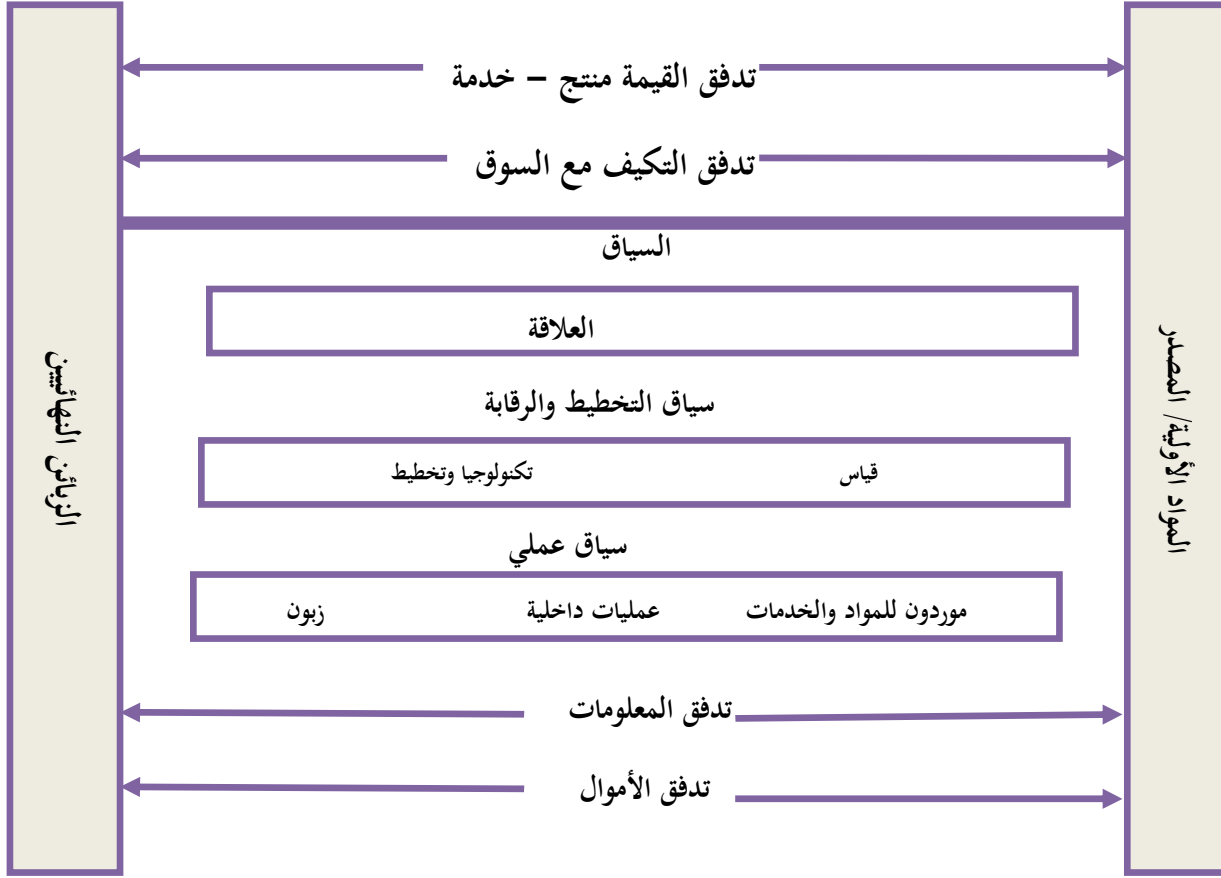 تدفق القيمة منتج – خدمة
تدفق التكيف مع السوق
السياق
العلاقة
سياق التخطيط والرقابة
قياس تكنولوجيا وتخطيط
سياق عملي
موردون للمواد والخدمات عمليات داخلية زبون
تدفق المعلومات
تدفق الأموال
المواد الأولية/ المصدر
الزبائن النهائيين